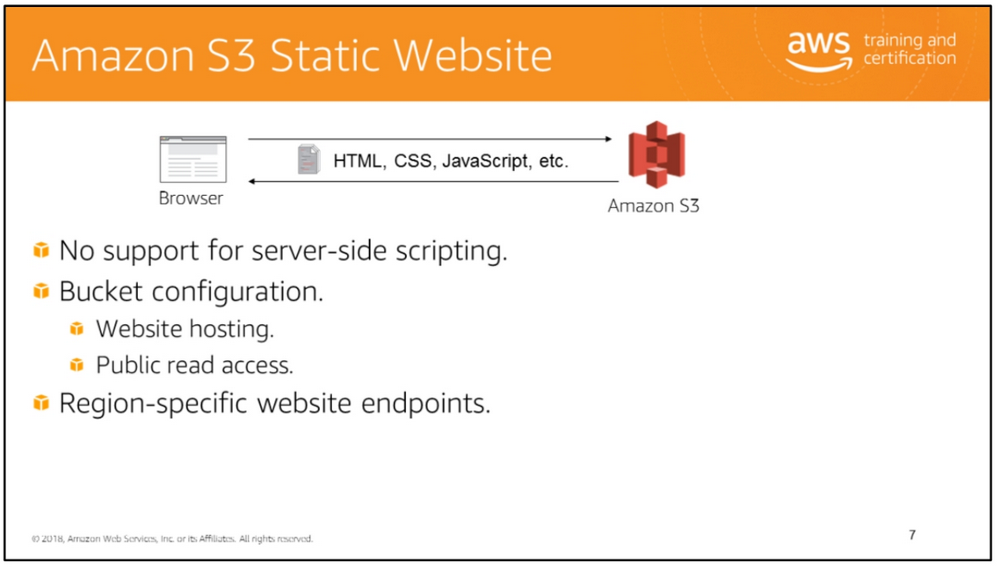 Amazon S3 Static Website
aws training and
certification
HTML, CSS, JavaScript, etc.
Browser
Amazon S3
No support for server-side scripting.
Bucket configuration.
Website hosting.
Public read access.
Region-specific website endpoints.
© 2018, Amazon Web Services, Inc. or its Affiliates. All rights reserved.
7